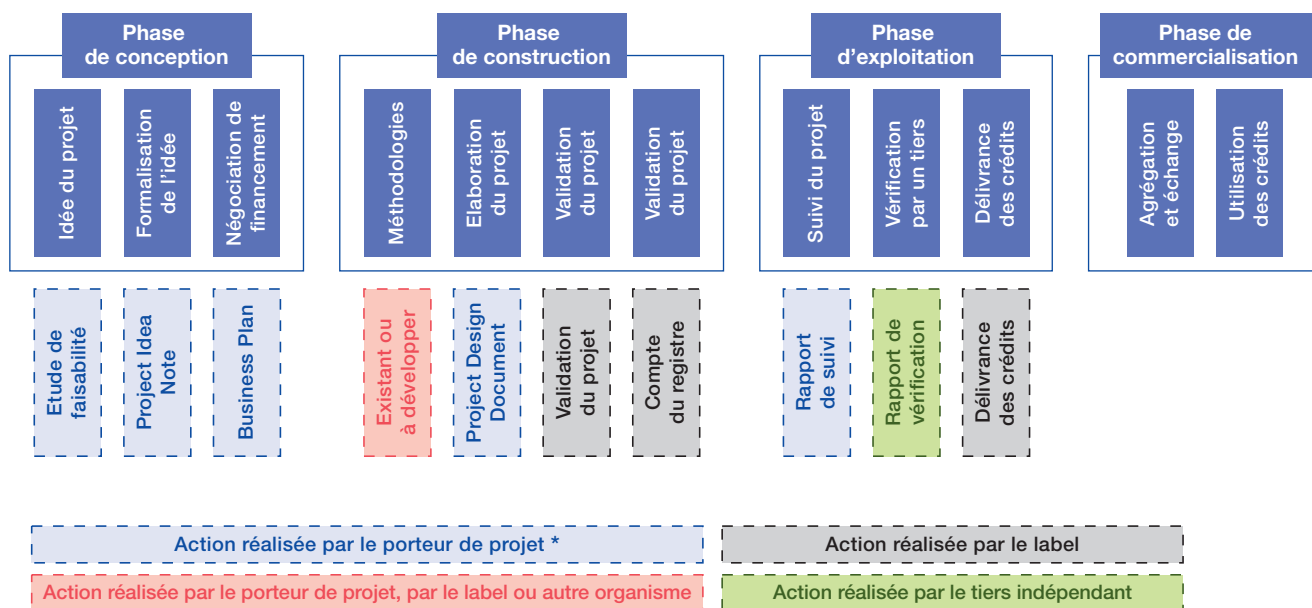 Phase
de conception
Phase
de construction
Phase
d'exploitation
Phase de
commercialisation
Idée du projet
Formalisation
de l'idée
Négociation de
financement
Méthodologies
Elaboration
du projet
Validation
du projet
Validation
du projet
Suivi du projet
Vérification
par un tiers
Délivrance
des crédits
Agrégation
et échange
Utilisation
des crédits
Etude de
faisabilité
Project Idea
Note
Business Plan
Existant ou
à développer
Project Design
Document
Validation
du projet
Compte
du registre
Rapport
de suivi
Rapport de
vérification
Délivrance
des crédits
Action réalisée par le porteur de projet *
Action réalisée par le label
Action réalisée par le porteur de projet, par le label ou autre organisme
Action réalisée par le tiers indépendant